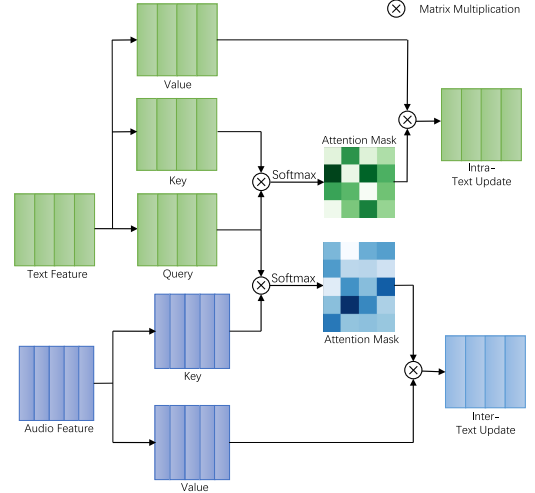 Matrix Multiplication
Value
Key
Attention Mask
Softmax
Intra-
Text Update
Text Feature
Query
Softmax
Attention Mask
Key
Audio Feature
Inter-
Text Update
Value